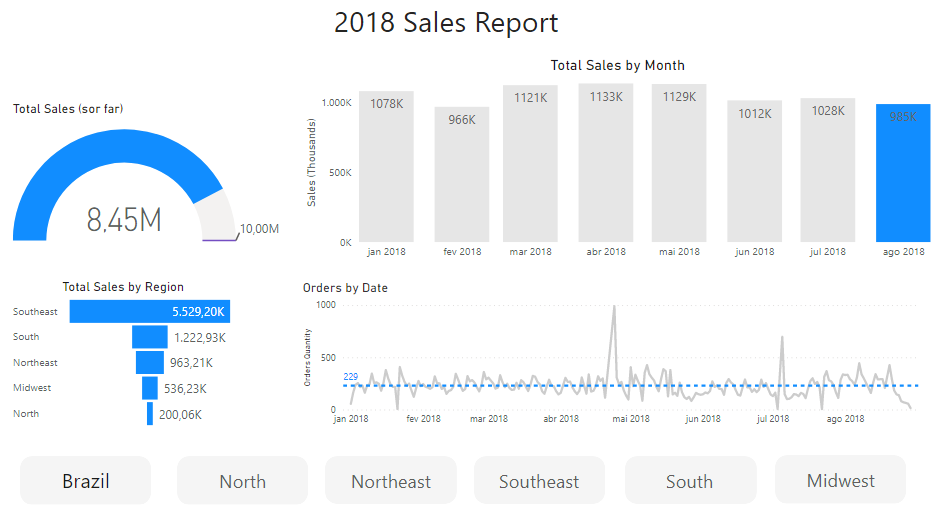 2018 Sales Report
Total Sales (sor far)
8,45M
10,00M
Total Sales by Month
Sales (Thousands)
1.000K
500K
0K
1078K
966K
1121K
1133K
1129K
1012K
1028K
985K
jan 2018
fev 2018
mar 2018
abr 2018
mai 2018
jun 2018
jul 2018
ago 2018
Total Sales by Region
Southeast 5.529,20K
South 1.222,93K
Northeast 963,21K
Midwest 536,23K
North 200,06K
Orders by Date
Orders Quantity
1000
500
0
229
jan 2018
fev 2018
mar 2018
abr 2018
mai 2018
jun 2018
jul 2018
ago 2018
Brazil
North
Northeast
Southeast
South
Midwest